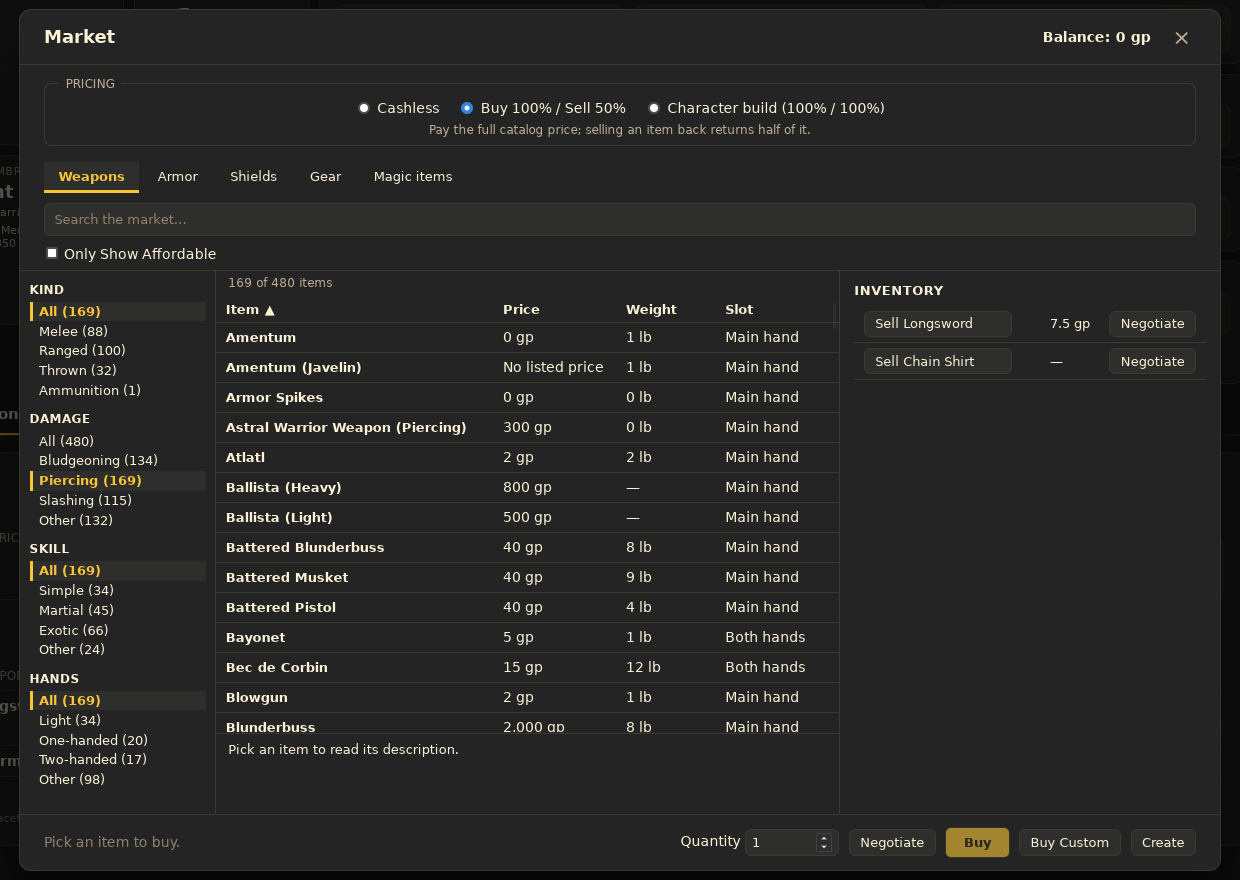 Market
Balance: 0 gp
PRICING
Cashless
Buy 100% / Sell 50%
Character build (100% / 100%)
Pay the full catalog price; selling an item back returns half of it.
Weapons
Armor
Shields
Gear
Magic items
Search the market...
Only Show Affordable
KIND
All (169)
Melee (88)
Ranged (100)
Thrown (32)
Ammunition (1)
DAMAGE
All (480)
Bludgeoning (134)
Piercing (169)
Slashing (115)
Other (132)
SKILL
All (169)
Simple (34)
Martial (45)
Exotic (66)
Other (24)
HANDS
All (169)
Light (34)
One-handed (20)
Two-handed (17)
Other (98)
169 of 480 items
Item ▲ Price Weight Slot
Amentum 0 gp 1 lb Main hand
Amentum (Javelin) No listed price 1 lb Main hand
Armor Spikes 0 gp 0 lb Main hand
Astral Warrior Weapon (Piercing) 300 gp 0 lb Main hand
Atlatl 2 gp 2 lb Main hand
Ballista (Heavy) 800 gp — Main hand
Ballista (Light) 500 gp — Main hand
Battered Blunderbuss 40 gp 8 lb Main hand
Battered Musket 40 gp 9 lb Main hand
Battered Pistol 40 gp 4 lb Main hand
Bayonet 5 gp 1 lb Both hands
Bec de Corbin 15 gp 12 lb Both hands
Blowgun 2 gp 1 lb Main hand
Blunderbuss 2,000 gp 8 lb Main hand
Pick an item to read its description.
INVENTORY
Sell Longsword 7.5 gp Negotiate
Sell Chain Shirt — Negotiate
Pick an item to buy.
Quantity 1
Negotiate
Buy
Buy Custom
Create